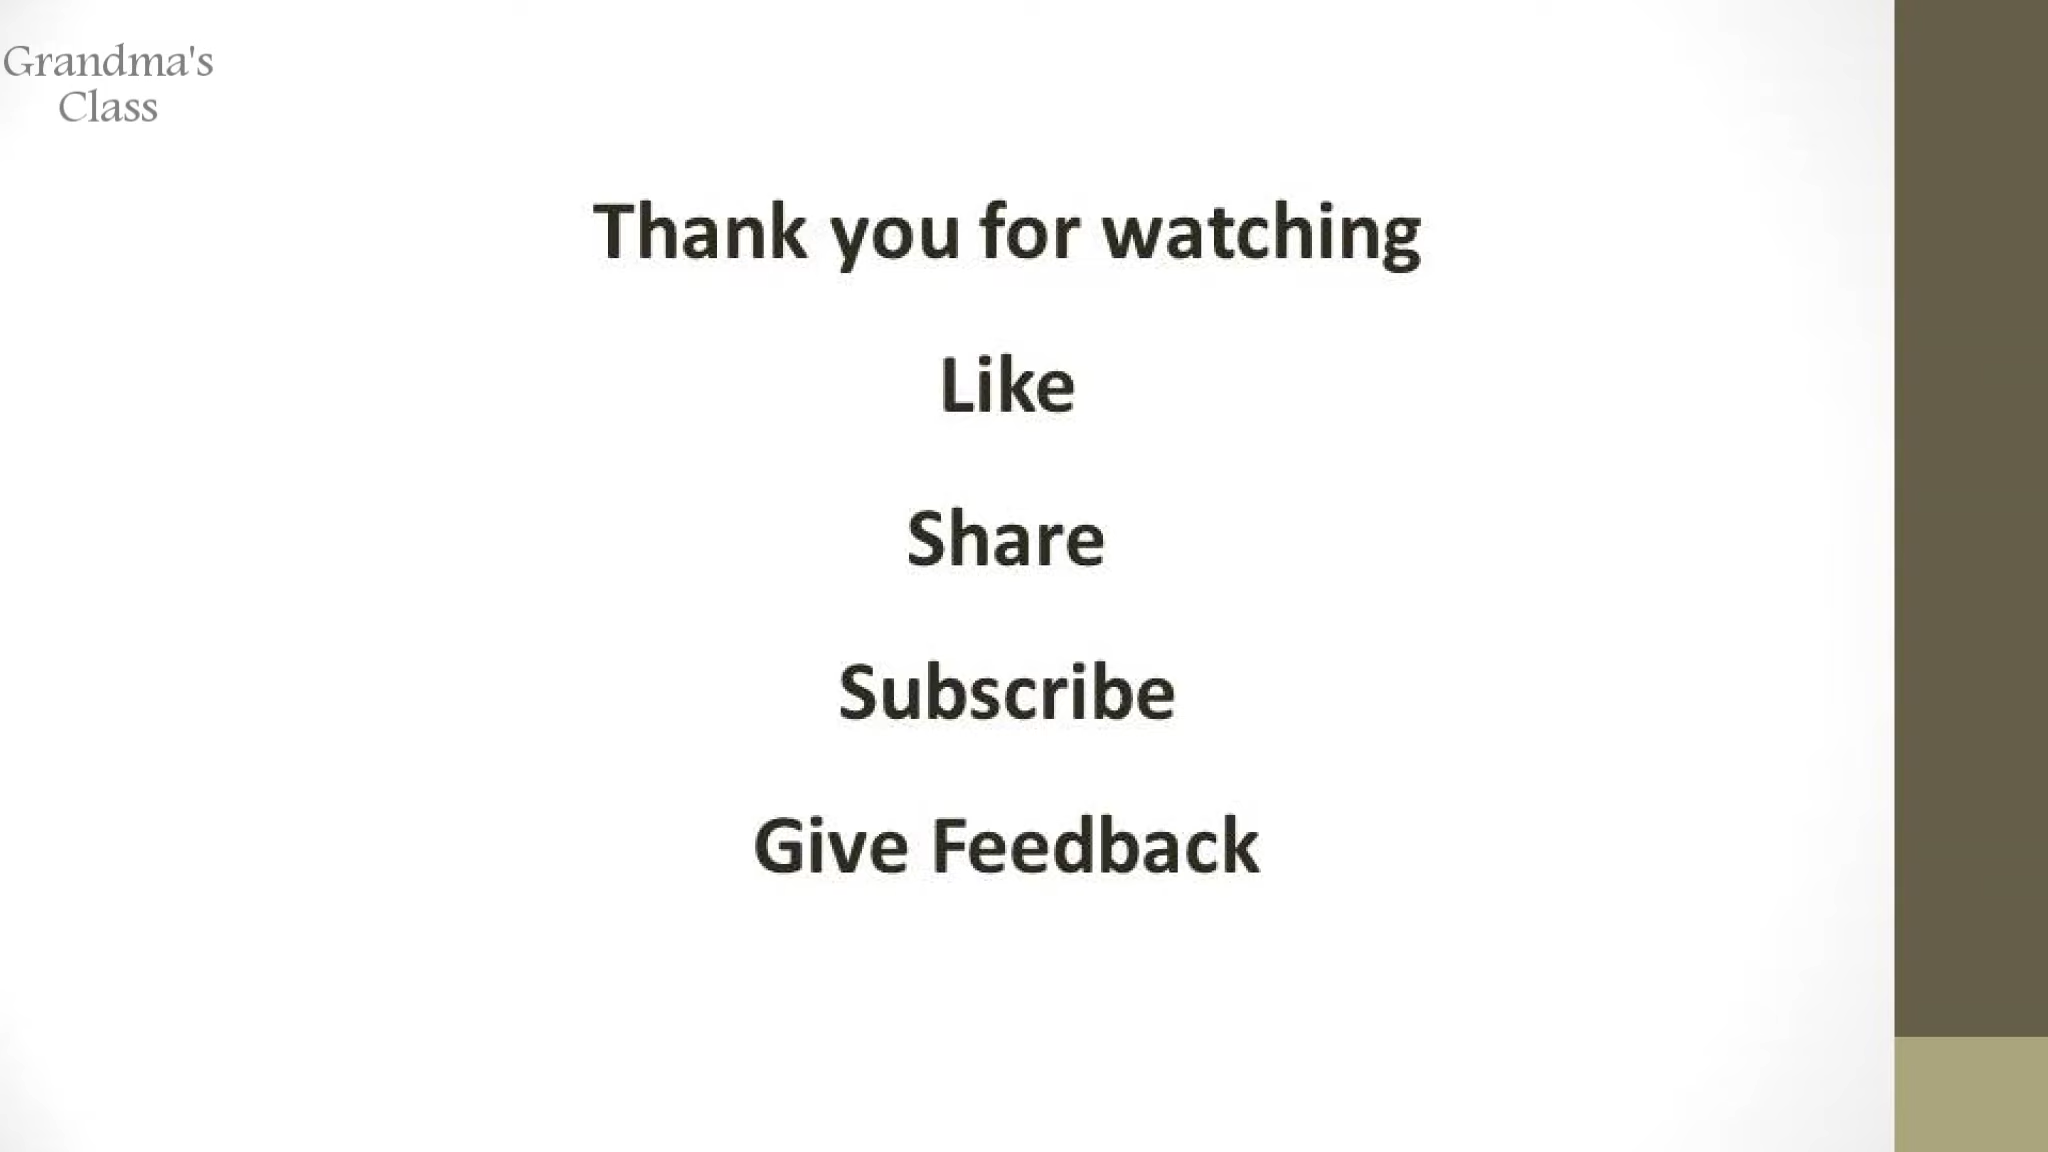 Grandma's
Class
Thank you for watching
Like
Share
Subscribe
Give Feedback